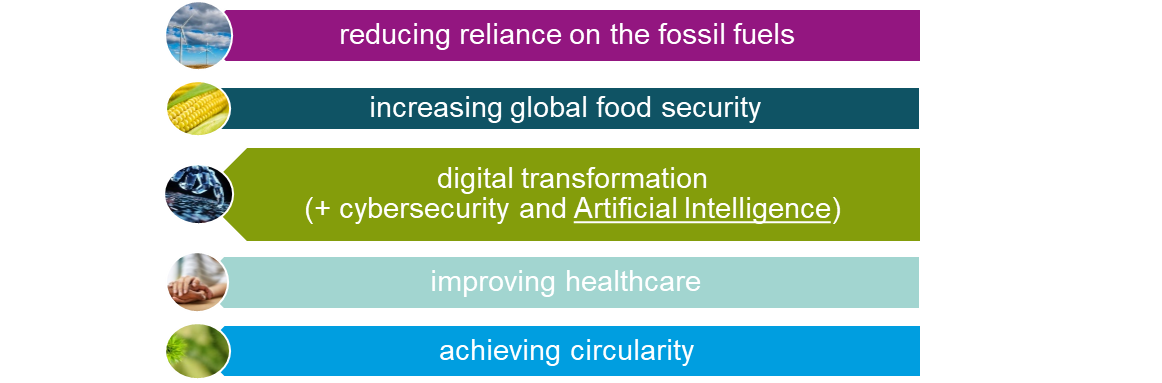 reducing reliance on the fossil fuels
increasing global food security
digital transformation
(+ cybersecurity and Artificial Intelligence)
improving healthcare
achieving circularity